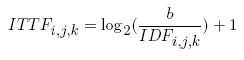 ITTF_{i,j,k} = log_2(\frac{b}{IDF_{i,j,k}}) + 1